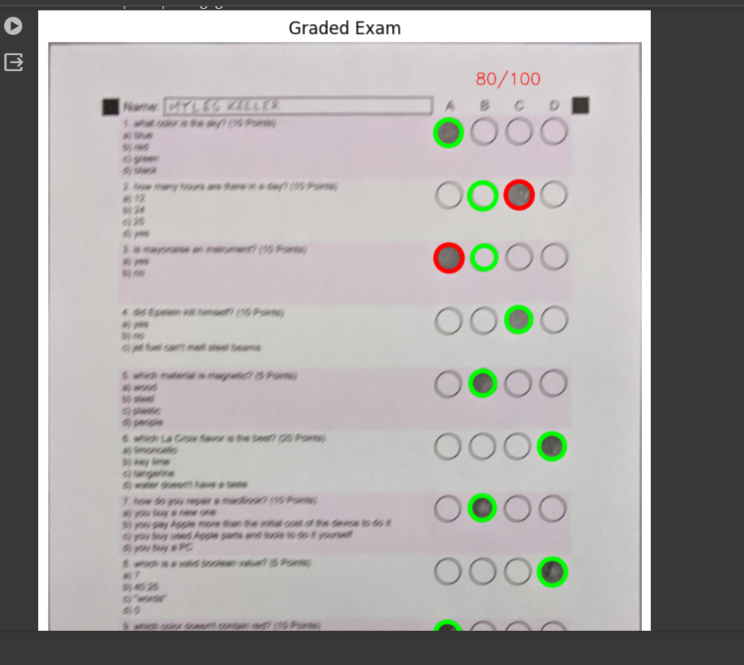 Graded Exam
80/100
Name: MYLES KELLER A B C D
1. what color is the sky? (10 Points)
a) blue
b) red
c) green
d) black
2. how many hours are there in a day? (10 Points)
a) 12
b) 24
c) 25
d) yes
3. is mayonaise an instrument? (10 Points)
a) yes
b) no
4. did Epstein kill himself? (10 Points)
a) yes
b) no
c) jet fuel can't melt steel beams
5. which material is magnetic? (5 Points)
a) wood
b) steel
c) plastic
d) people
6. which La Croix flavor is the best? (20 Points)
a) limoncello
b) key lime
c) tangerine
d) water doesn't have a taste
7. how do you repair a macBook? (10 Points)
a) you buy a new one
b) you pay Apple more than the initial cost of the device to do it
c) you buy used Apple parts and tools to do it yourself
d) you buy a PC
8. which is a valid boolean value? (5 Points)
a) 7
b) 40.25
c) "words"
d) 0
9. which color doesn't contain red? (10 Points)